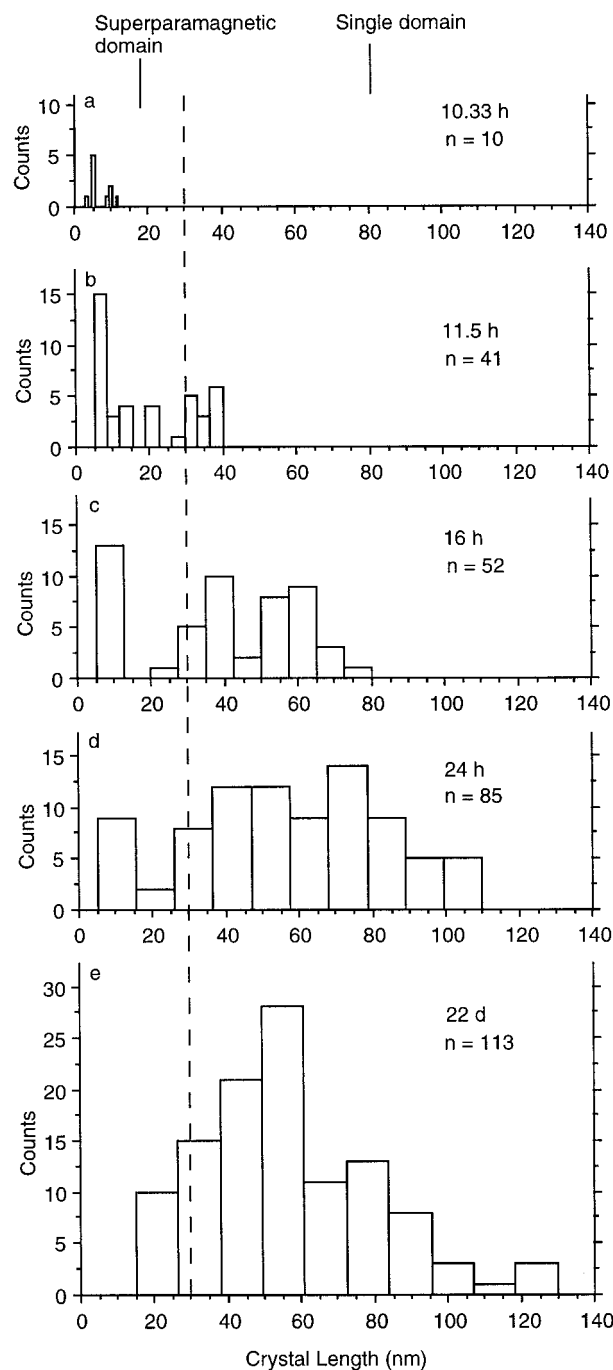 Superparamagnetic domain
Single domain
a
10.33 h
n = 10
Counts
10
5
0
0 20 40 60 80 100 120 140
b
11.5 h
n = 41
Counts
15
10
5
0
0 20 40 60 80 100 120 140
c
16 h
n = 52
Counts
15
10
5
0
0 20 40 60 80 100 120 140
d
24 h
n = 85
Counts
15
10
5
0
0 20 40 60 80 100 120 140
e
22 d
n = 113
Counts
30
25
20
15
10
5
0
0 20 40 60 80 100 120 140
Crystal Length (nm)